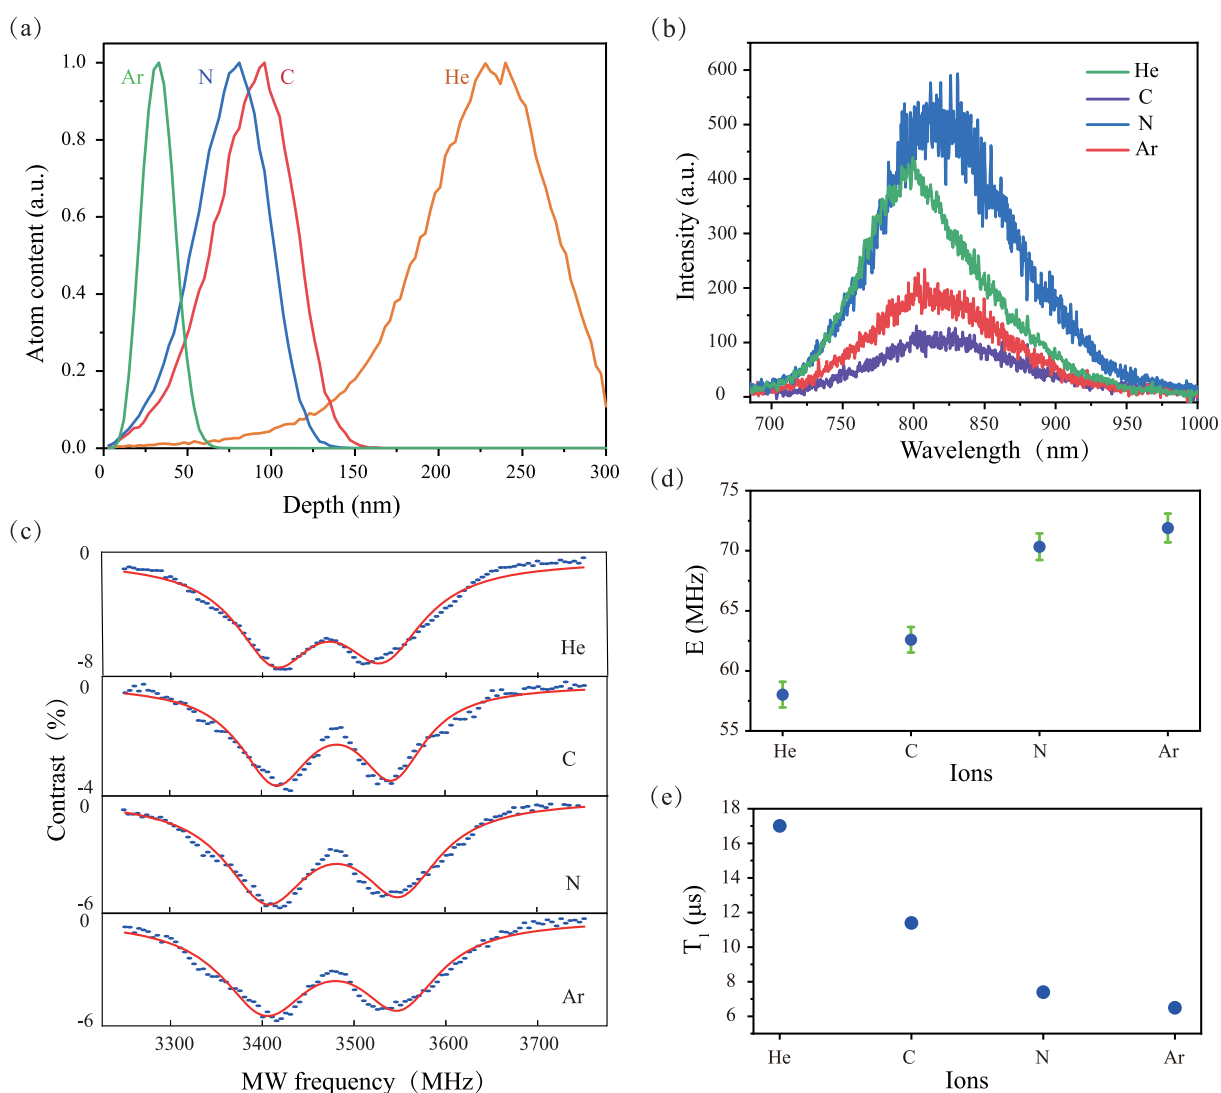 (a)
Ar N C He
1.0
0.8
0.6
0.4
0.2
0.0
Atom content (a.u.)
0 50 100 150 200 250 300
Depth (nm)
(b)
600
500
400
300
200
100
0
Intensity (a.u.)
He
C
N
Ar
700 750 800 850 900 950 1000
Wavelength (nm)
(c)
0
-8
He
0
-4
C
0
-6
N
0
-6
Ar
Contrast (%)
3300 3400 3500 3600 3700
MW frequency (MHz)
(d)
75
70
65
60
55
E (MHz)
He C N Ar
Ions
(e)
18
16
14
12
10
8
6
T1 (μs)
He C N Ar
Ions